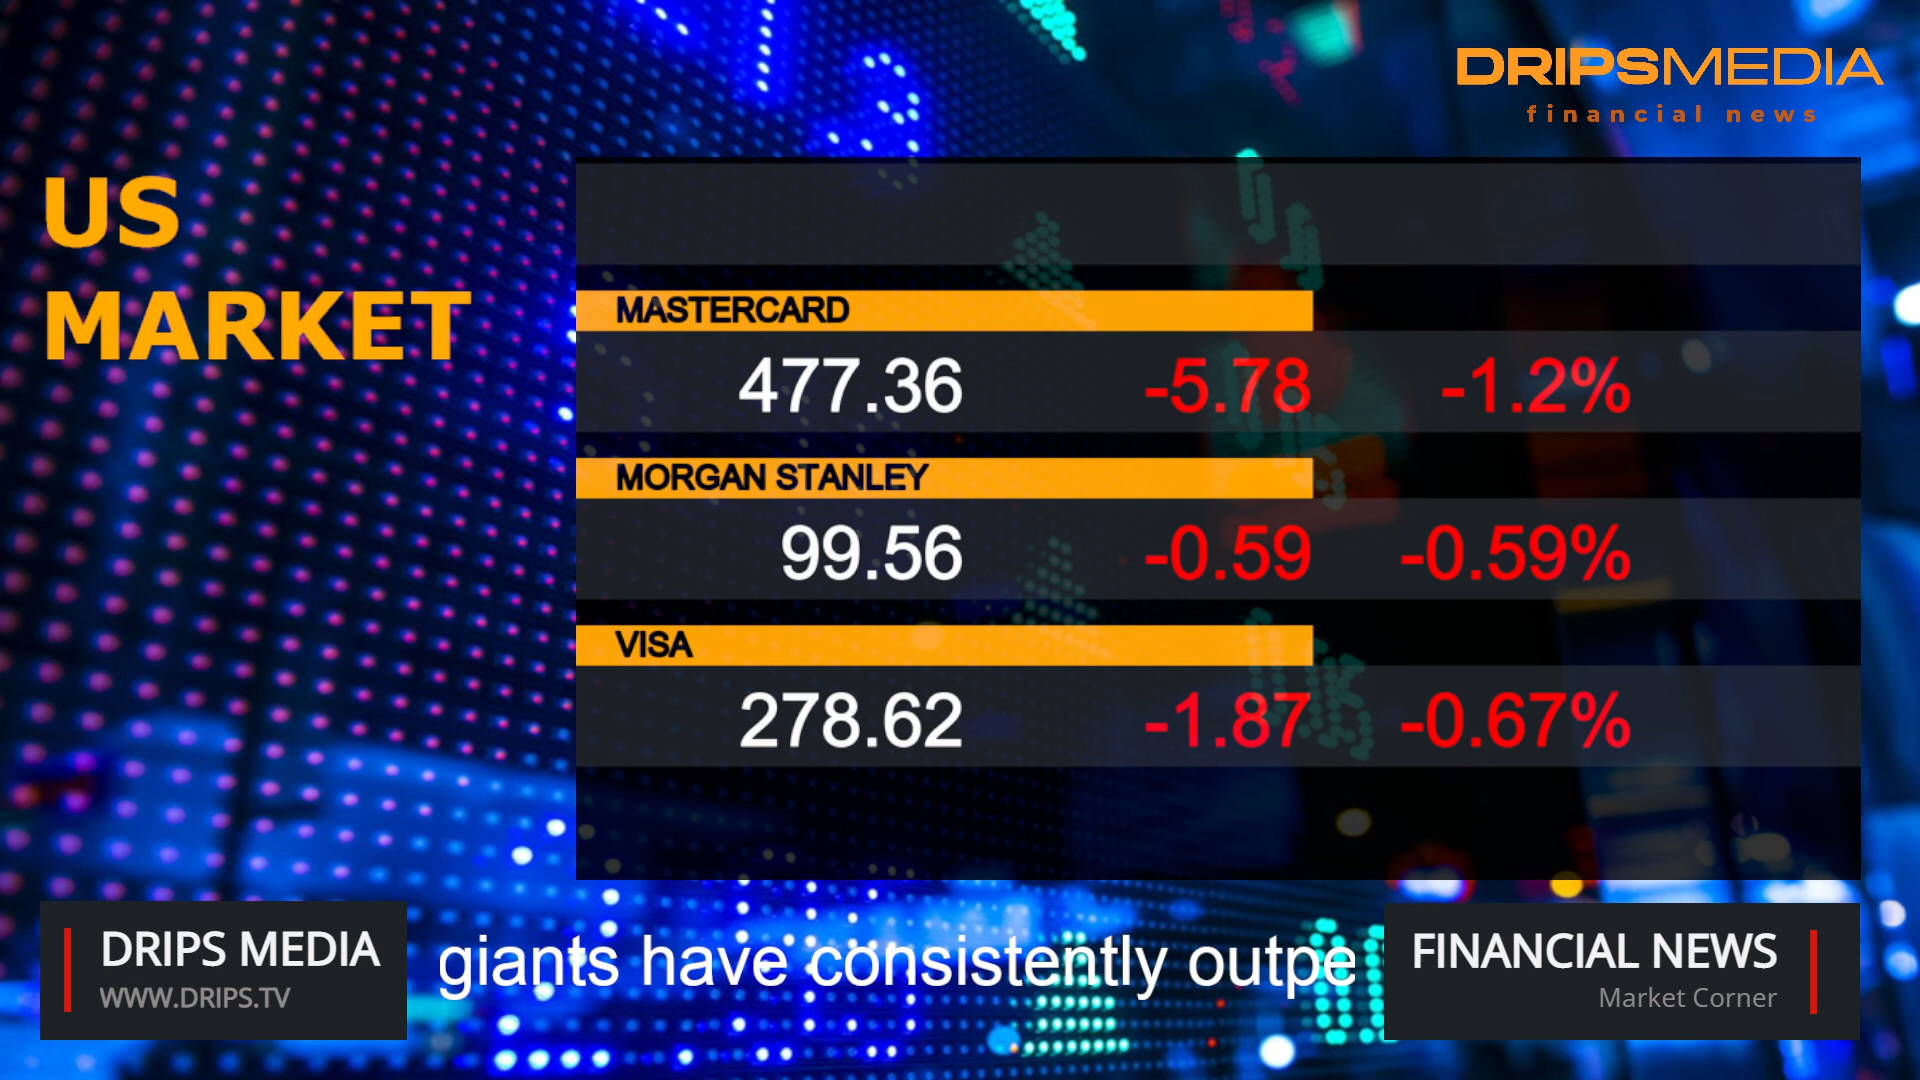 DRIPSMEDIA
financial news
US
MARKET
MASTERCARD
477.36 -5.78 -1.2%
MORGAN STANLEY
99.56 -0.59 -0.59%
VISA
278.62 -1.87 -0.67%
DRIPS MEDIA
WWW.DRIPS.TV
giants have consistently outpe
FINANCIAL NEWS
Market Corner